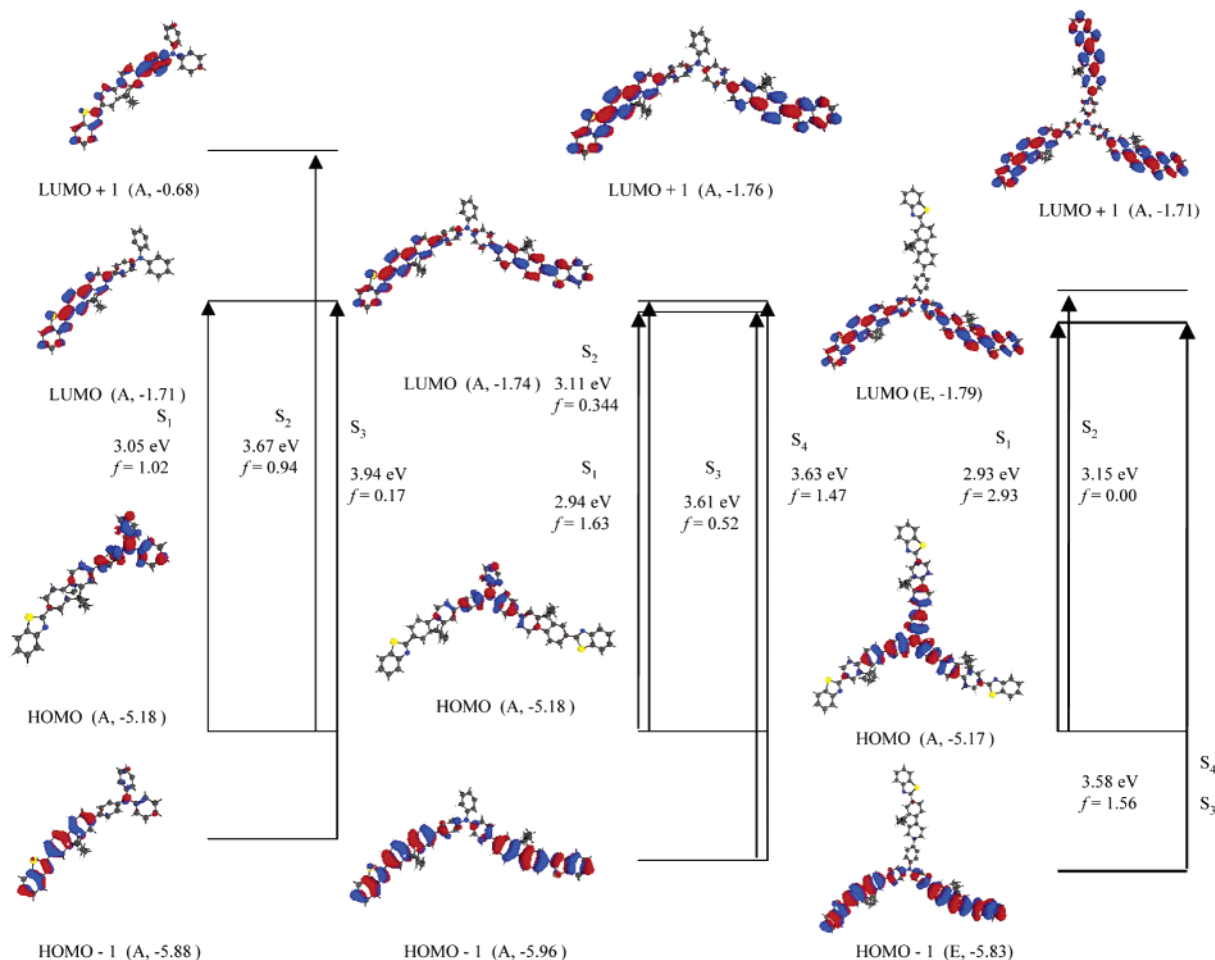 LUMO + 1 (A, -0.68)
LUMO + 1 (A, -1.76)
LUMO + 1 (A, -1.71)
LUMO (A, -1.71)
LUMO (A, -1.74)
LUMO (E, -1.79)
S1
3.05 eV
f = 1.02
S2
3.67 eV
f = 0.94
S3
3.94 eV
f = 0.17
S2
3.11 eV
f = 0.344
S1
2.94 eV
f = 1.63
S3
3.61 eV
f = 0.52
S4
3.63 eV
f = 1.47
S1
2.93 eV
f = 2.93
S2
3.15 eV
f = 0.00
HOMO (A, -5.18)
HOMO (A, -5.18)
HOMO (A, -5.17)
3.58 eV
f = 1.56
S4
S3
HOMO - 1 (A, -5.88)
HOMO - 1 (A, -5.96)
HOMO - 1 (E, -5.83)